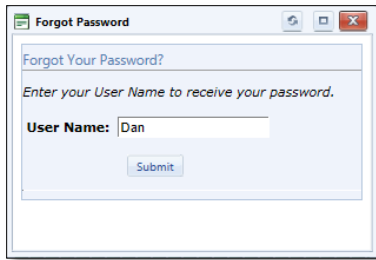 Forgot Password
Forgot Your Password?
Enter your User Name to receive your password.
User Name: Dan
Submit